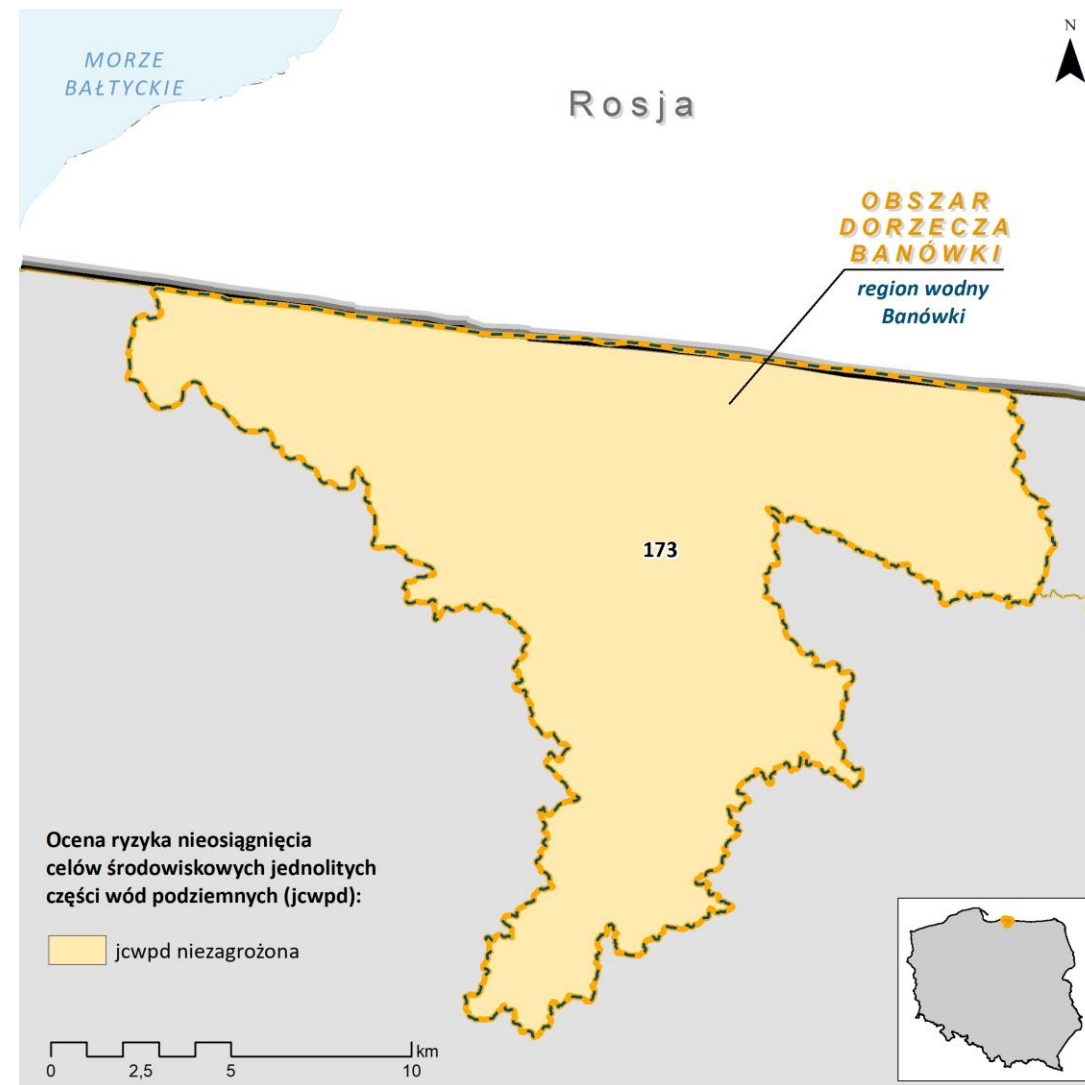 N
MORZE
BAŁTYCKIE
Rosja
OBSZAR
DORZECZA
BANÓWKI
region wodny
Banówki
173
Ocena ryzyka nieosiągnięcia
celów środowiskowych jednolitych
części wód podziemnych (jcwpd):
jcwpd niezagrożona
km
0 2,5 5 10